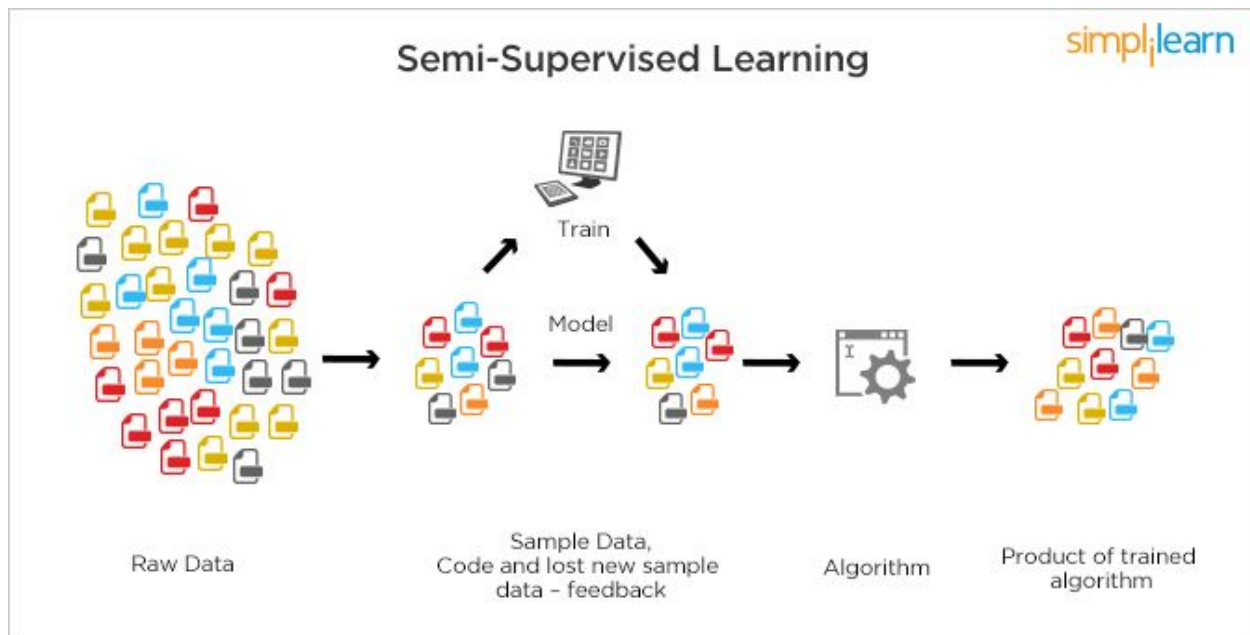 simplilearn
Semi-Supervised Learning
Train
Model
Raw Data
Sample Data,
Code and lost new sample
data – feedback
Algorithm
Product of trained
algorithm